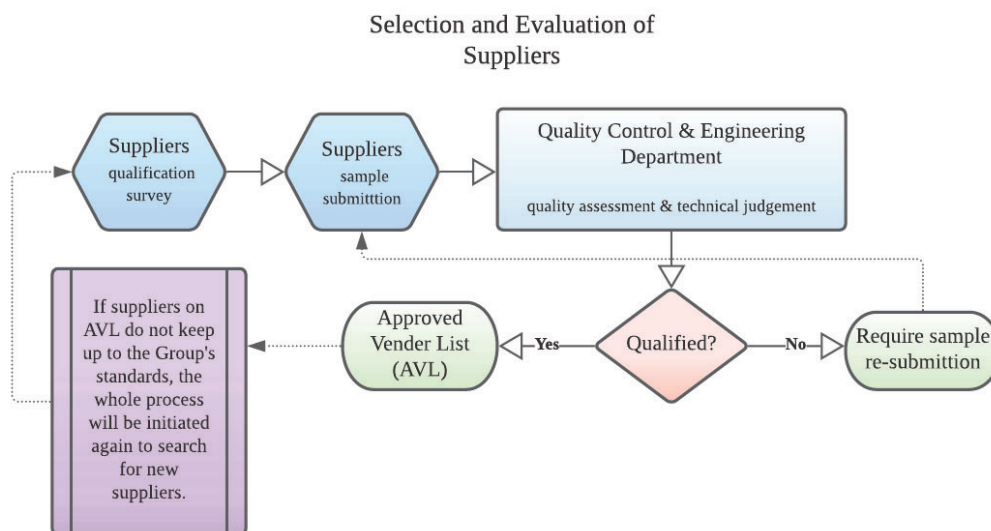 Selection and Evaluation of
Suppliers
Suppliers
qualification
survey
Suppliers
sample
submitttion
Quality Control & Engineering
Department
quality assessment & technical judgement
Qualified?
Yes
No
Approved
Vender List
(AVL)
Require sample
re-submittion
If suppliers on
AVL do not keep
up to the Group's
standards, the
whole process
will be initiated
again to search
for new
suppliers.